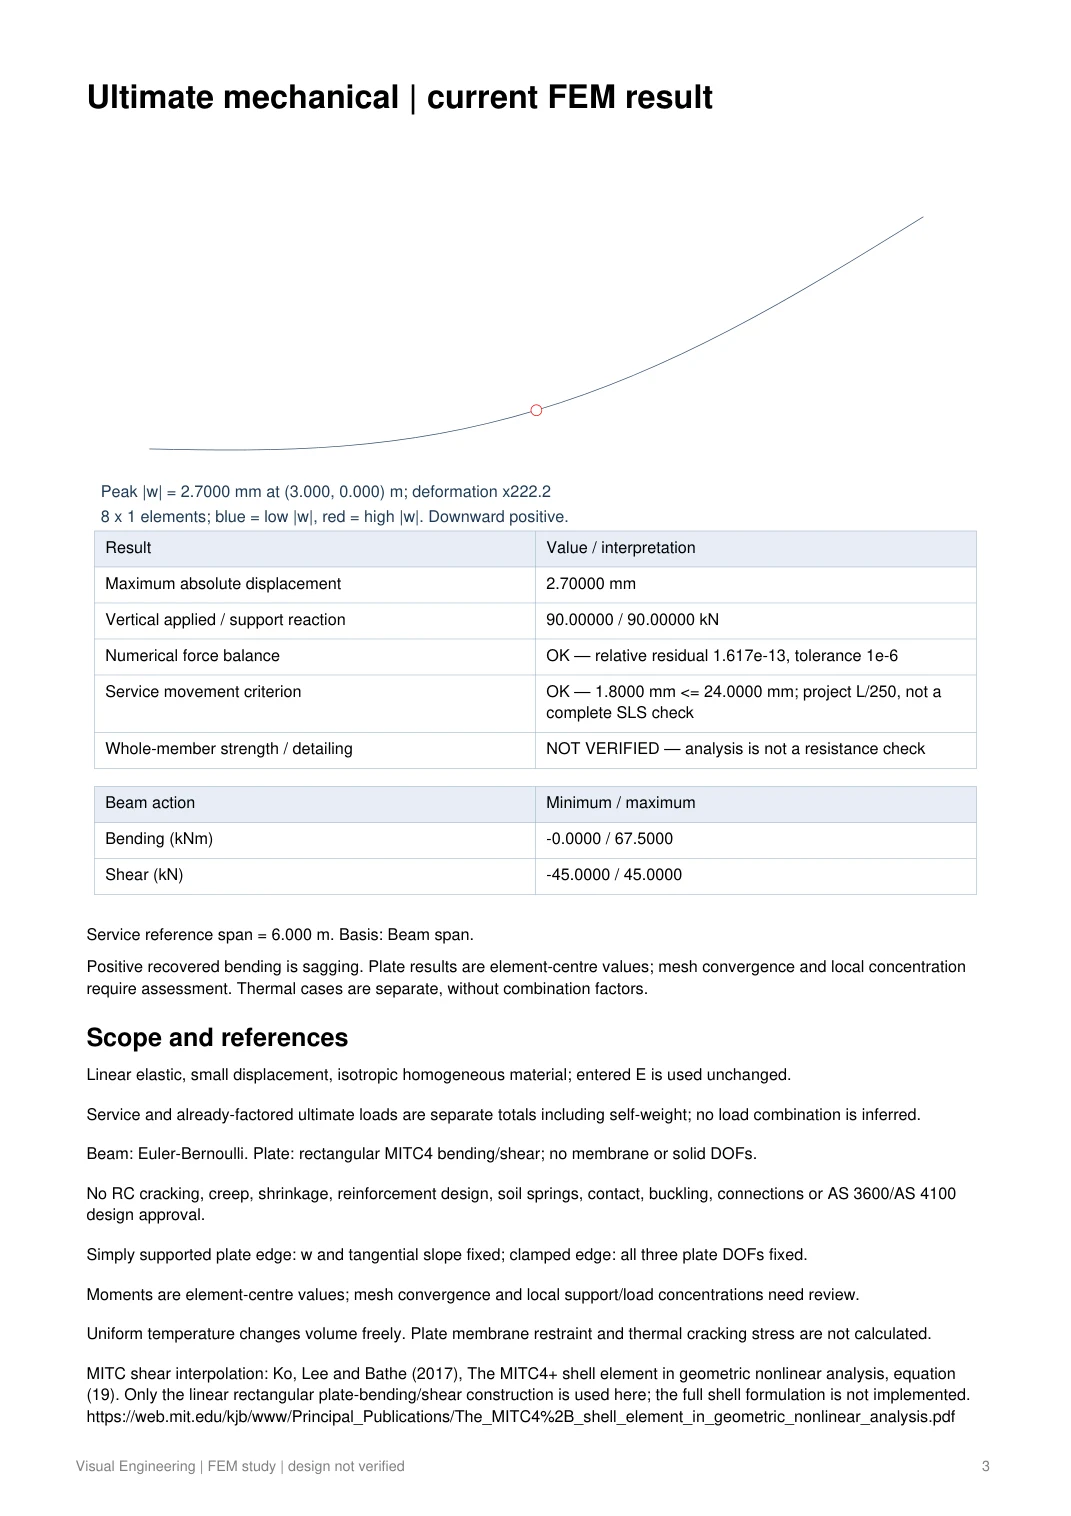 Ultimate mechanical | current FEM result
Peak |w| = 2.7000 mm at (3.000, 0.000) m; deformation x222.2
8 x 1 elements; blue = low |w|, red = high |w|. Downward positive.
Result Value / interpretation
Maximum absolute displacement 2.70000 mm
Vertical applied / support reaction 90.00000 / 90.00000 kN
Numerical force balance OK — relative residual 1.617e-13, tolerance 1e-6
Service movement criterion OK — 1.8000 mm <= 24.0000 mm; project L/250, not a
complete SLS check
Whole-member strength / detailing NOT VERIFIED — analysis is not a resistance check
Beam action Minimum / maximum
Bending (kNm) -0.0000 / 67.5000
Shear (kN) -45.0000 / 45.0000
Service reference span = 6.000 m. Basis: Beam span.
Positive recovered bending is sagging. Plate results are element-centre values; mesh convergence and local concentration
require assessment. Thermal cases are separate, without combination factors.
Scope and references
Linear elastic, small displacement, isotropic homogeneous material; entered E is used unchanged.
Service and already-factored ultimate loads are separate totals including self-weight; no load combination is inferred.
Beam: Euler-Bernoulli. Plate: rectangular MITC4 bending/shear; no membrane or solid DOFs.
No RC cracking, creep, shrinkage, reinforcement design, soil springs, contact, buckling, connections or AS 3600/AS 4100
design approval.
Simply supported plate edge: w and tangential slope fixed; clamped edge: all three plate DOFs fixed.
Moments are element-centre values; mesh convergence and local support/load concentrations need review.
Uniform temperature changes volume freely. Plate membrane restraint and thermal cracking stress are not calculated.
MITC shear interpolation: Ko, Lee and Bathe (2017), The MITC4+ shell element in geometric nonlinear analysis, equation
(19). Only the linear rectangular plate-bending/shear construction is used here; the full shell formulation is not implemented.
https://web.mit.edu/kjb/www/Principal_Publications/The_MITC4%2B_shell_element_in_geometric_nonlinear_analysis.pdf
Visual Engineering | FEM study | design not verified 3